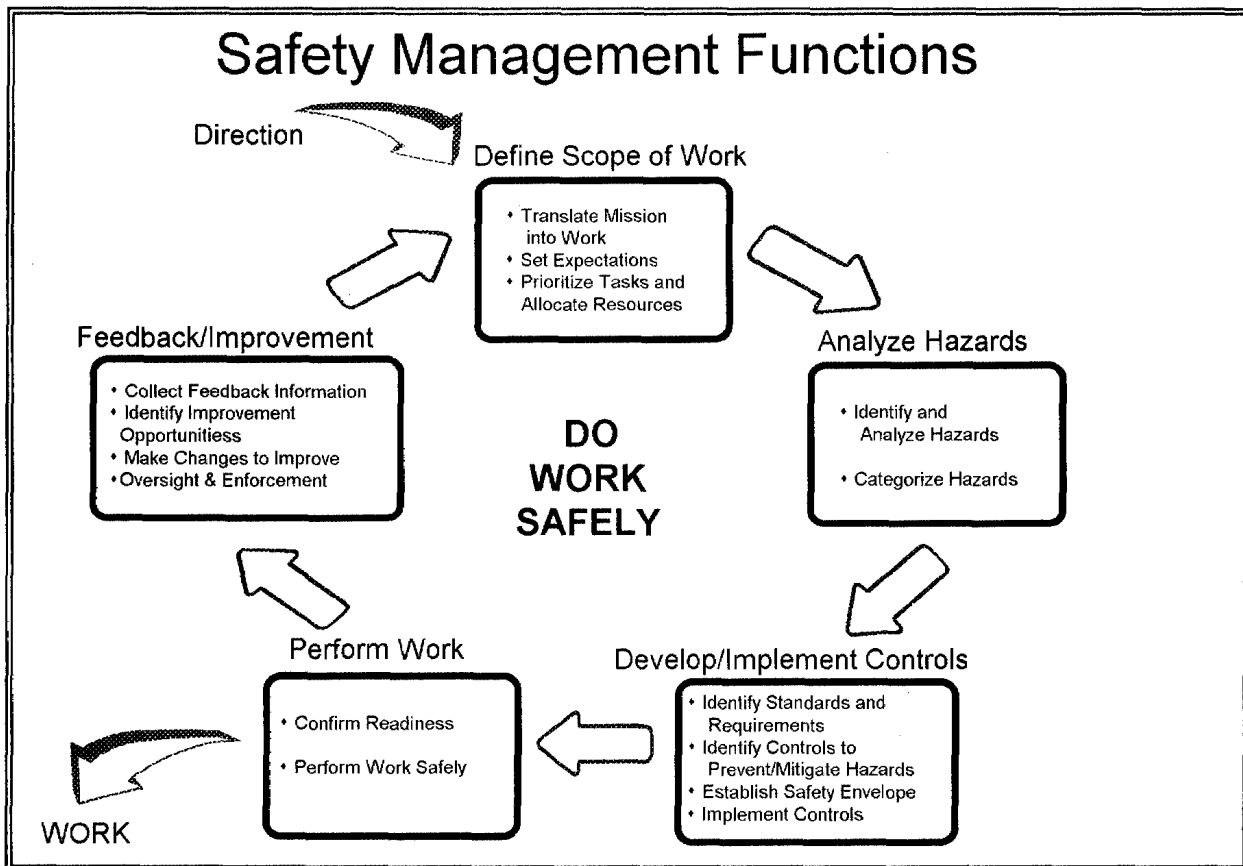 Safety Management Functions
Direction
Define Scope of Work
• Translate Mission
into Work
• Set Expectations
• Prioritize Tasks and
Allocate Resources
Analyze Hazards
• Identify and
Analyze Hazards
• Categorize Hazards
Develop/Implement Controls
• Identify Standards and
Requirements
• Identify Controls to
Prevent/Mitigate Hazards
• Establish Safety Envelope
• Implement Controls
Perform Work
• Confirm Readiness
• Perform Work Safely
WORK
Feedback/Improvement
• Collect Feedback Information
• Identify Improvement
Opportunitiess
• Make Changes to Improve
• Oversight & Enforcement
DO
WORK
SAFELY